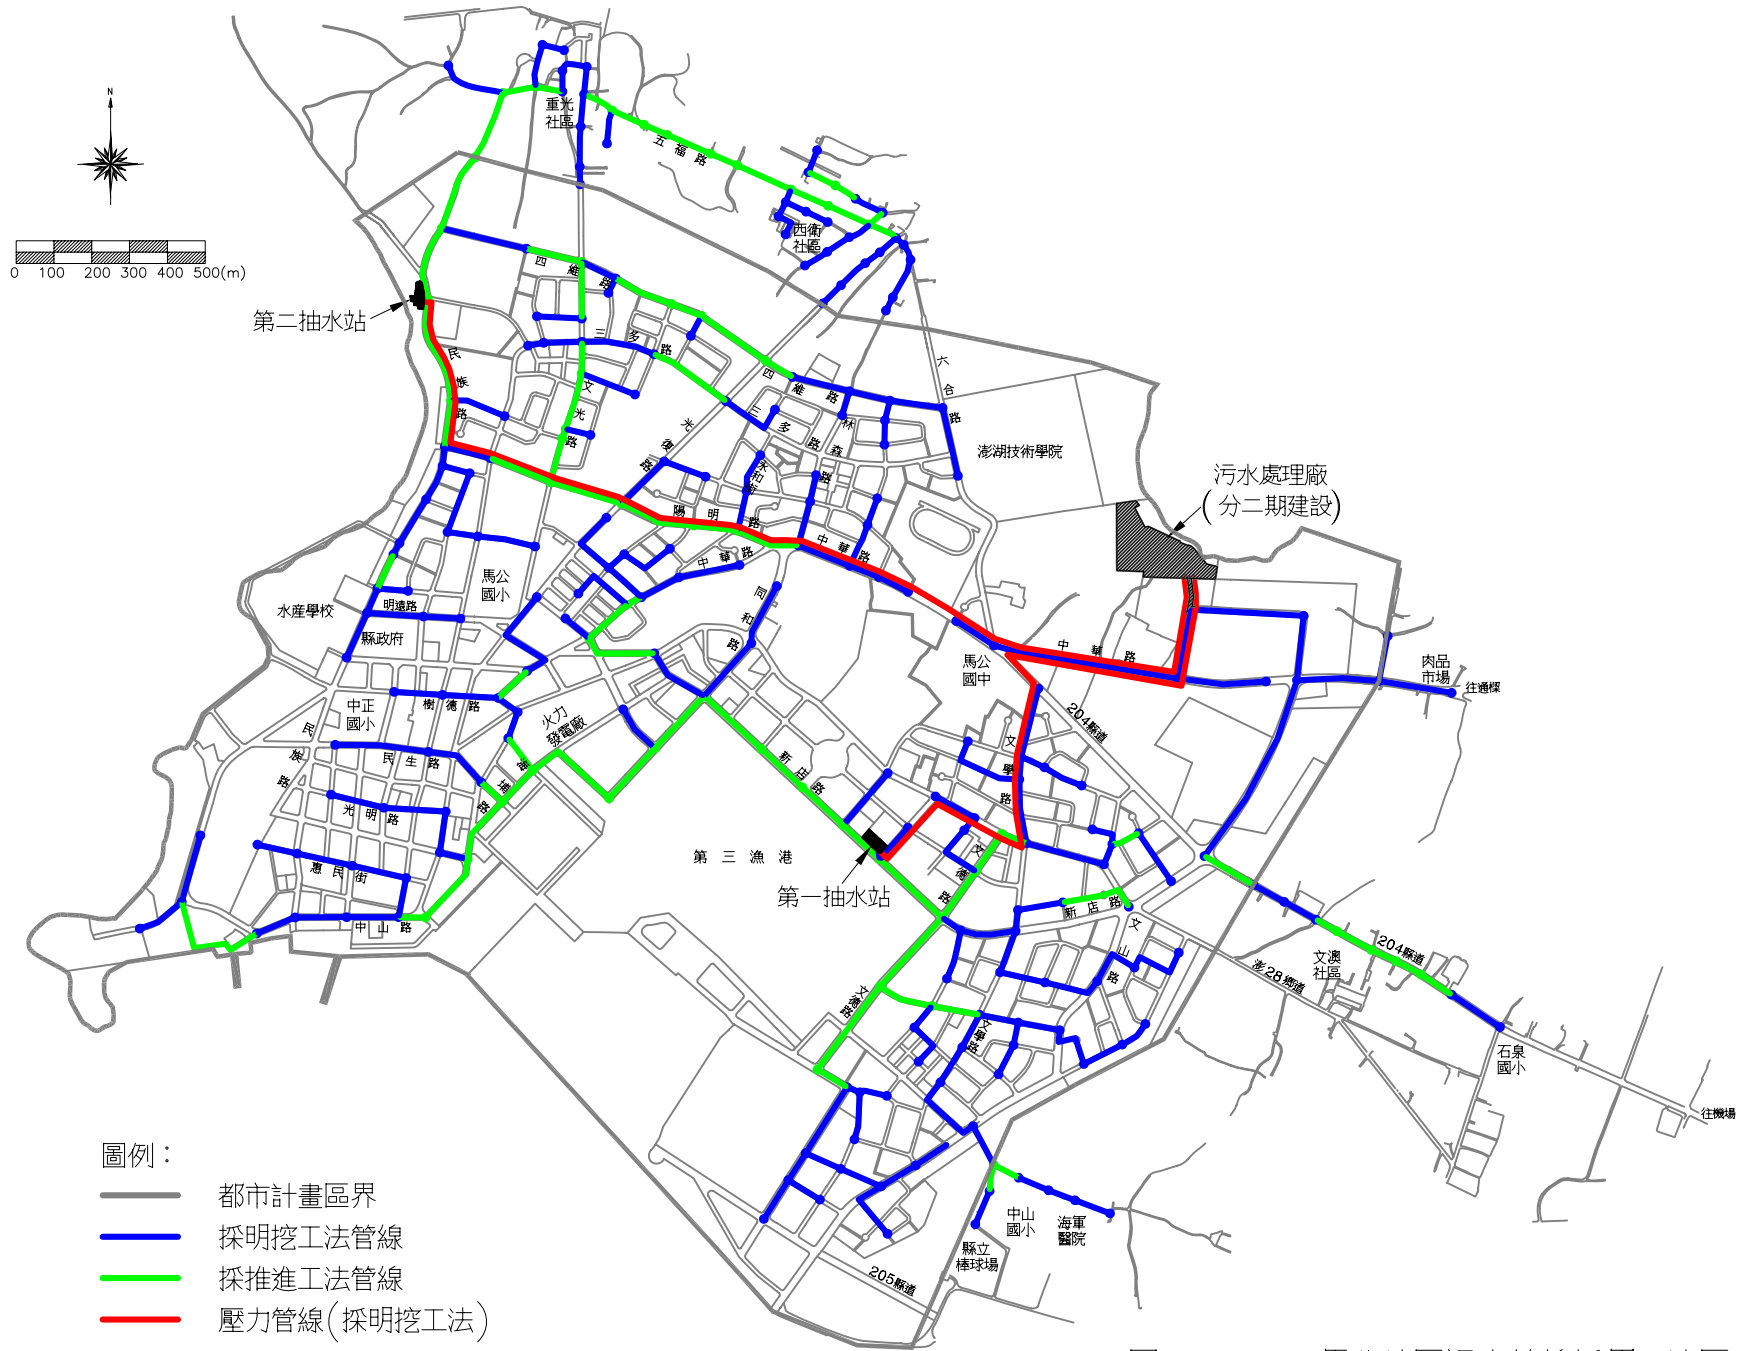 N
重光
社區
五福路
西衛
社區
0 100 200 300 400 500(m)
第二抽水站
四維路
三多路
民族路
文光路
四維路
三多路
六合路
林森路
光復路
永和街
澎湖技術學院
污水處理廠
(分二期建設)
陽明路
中華路
中華路
馬公
國小
明遠路
水産學校
縣政府
同和路
中華路
馬公
國中
肉品
市場
往通樑
204縣道
中正
國小
樹德路
火力
發電廠
民族路
民生路
新店路
文學路
光明路
海埔路
惠民街
第三漁港
第一抽水站
文德路
中山路
新店路
文山路
204縣道
文澳
社區
澎28鄉道
文德路
文學路
石泉
國小
往機場
圖例：
都市計畫區界
採明挖工法管線
採推進工法管線
壓力管線(採明挖工法)
中山
國小
海軍
醫院
縣立
棒球場
205縣道